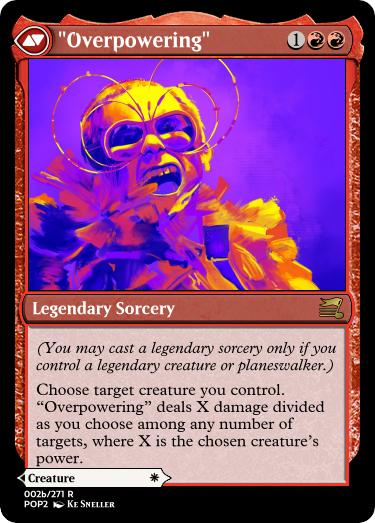 "Overpowering" 1
Legendary Sorcery
(You may cast a legendary sorcery only if you
control a legendary creature or planeswalker.)
Choose target creature you control.
“Overpowering” deals X damage divided
as you choose among any number of
targets, where X is the chosen creature’s
power.
Creature *
002b/271 R
POP2 Ke Sneller